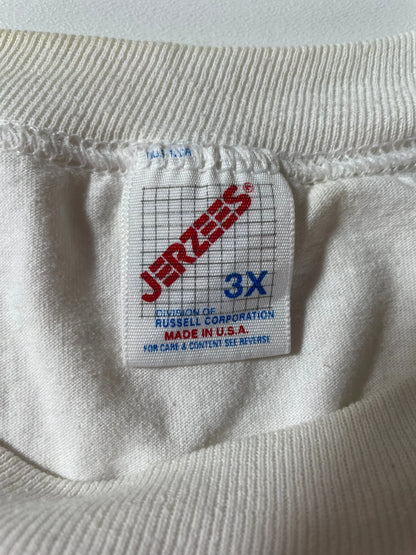 JERZEES®
3X
DIVISION OF
RUSSELL CORPORATION
MADE IN U.S.A.
FOR CARE & CONTENT SEE REVERSE